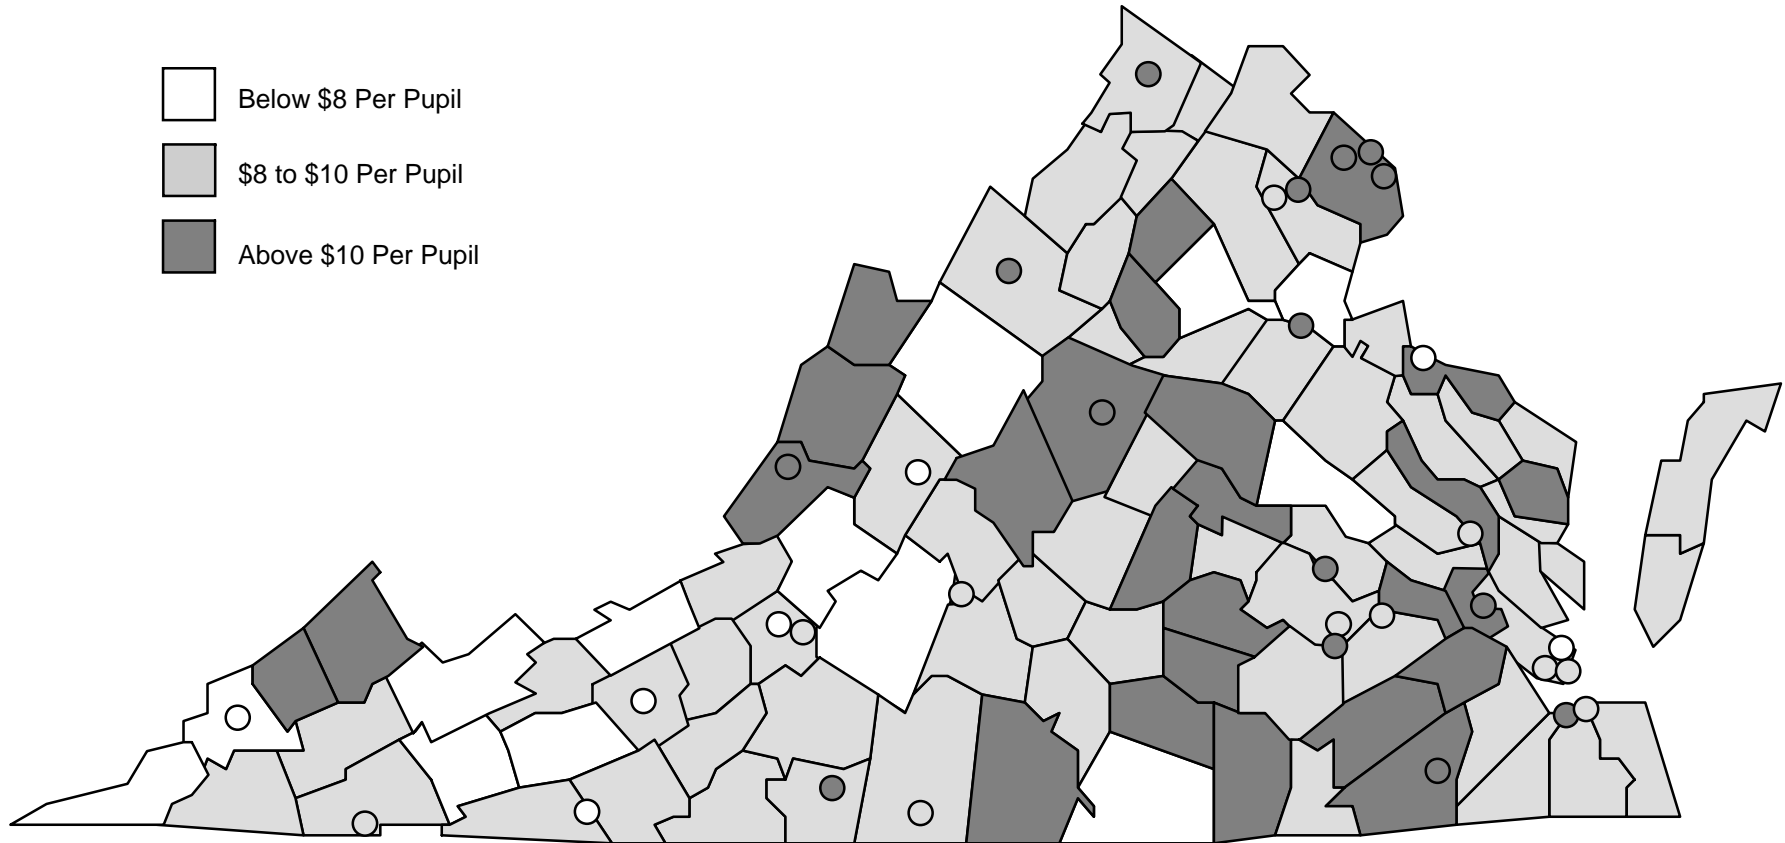 Below $8 Per Pupil
$8 to $10 Per Pupil
Above $10 Per Pupil